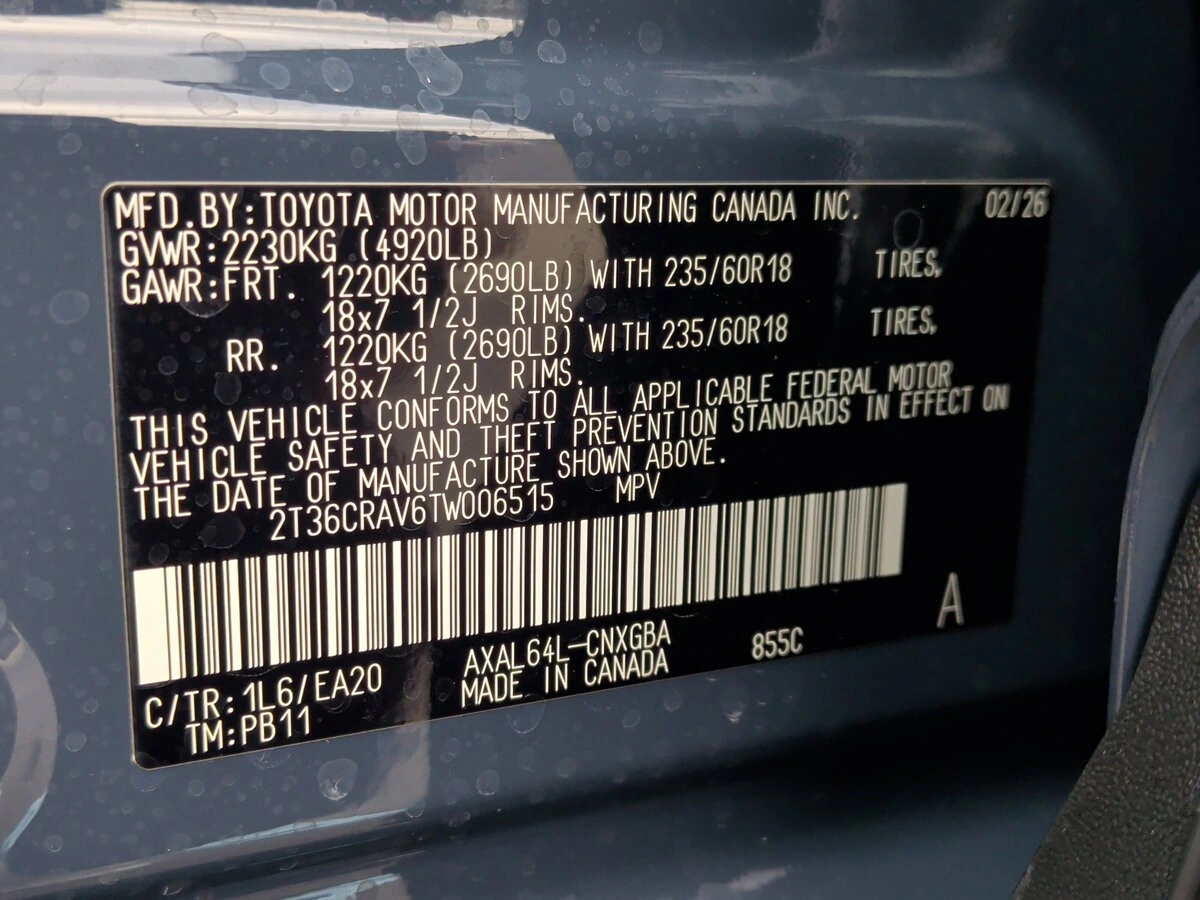 MFD.BY:TOYOTA MOTOR MANUFACTURING CANADA INC. 02/26
GVWR:2230KG (4920LB)
GAWR:FRT. 1220KG (2690LB) WITH 235/60R18 TIRES,
18x7 1/2J RIMS.
RR. 1220KG (2690LB) WITH 235/60R18 TIRES,
18x7 1/2J RIMS.
THIS VEHICLE CONFORMS TO ALL APPLICABLE FEDERAL MOTOR
VEHICLE SAFETY AND THEFT PREVENTION STANDARDS IN EFFECT ON
THE DATE OF MANUFACTURE SHOWN ABOVE.
2T36CRAV6TW006515 MPV
A
C/TR:1L6/EA20 AXAL64L-CNXGBA 855C
TM:PB11 MADE IN CANADA